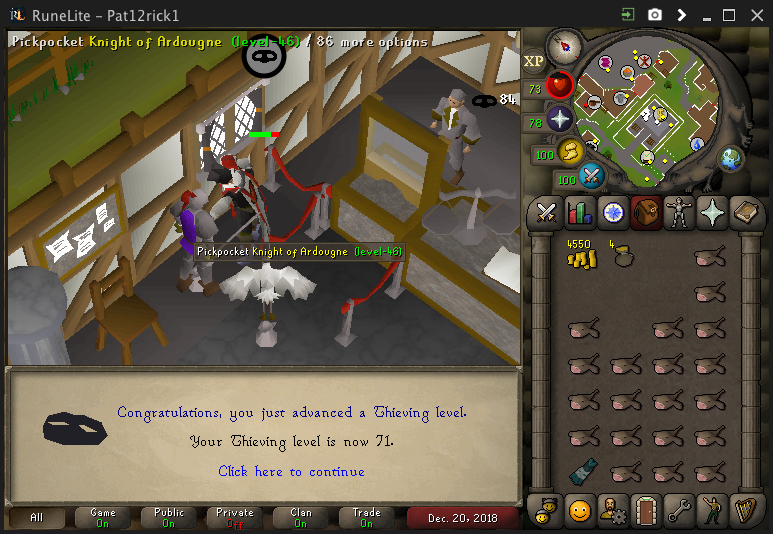 RuneLite - Pat12rick1
Pickpocket Knight of Ardougne (level-46) / 86 more options
XP
84
73
78
100
100
Pickpocket Knight of Ardougne (level-46)
4550
4
Congratulations, you just advanced a Thieving level.
Your Thieving level is now 71.
Click here to continue
All
Game
On
Public
On
Private
Off
Clan
On
Trade
On
Dec. 20, 2018